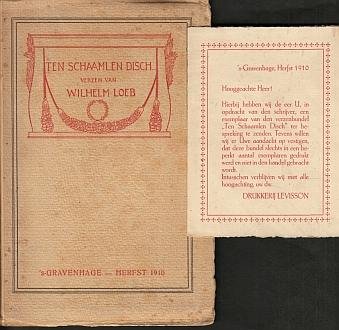 TEN SCHAAMLEN DISCH.
VERZEN VAN
WILHELM LOEB
's-GRAVENHAGE — HERFST 1910
's-Gravenhage, Herfst 1910
Hooggeachte Heer!
Hierbij hebben wij de eer U, in
opdracht van den schrijver, een
exemplaar van den verzenbundel
„Ten Schaamlen Disch" ter be-
spreking te zenden. Tevens willen
wij er Uwe aandacht op vestigen,
dat deze bundel slechts in een be-
perkt aantal exemplaren gedrukt
werd en niet in den handel gebracht
wordt.
Intusschen verblijven wij met alle
hoogachting, uw dw.
DRUKKERIJ LEVISSON